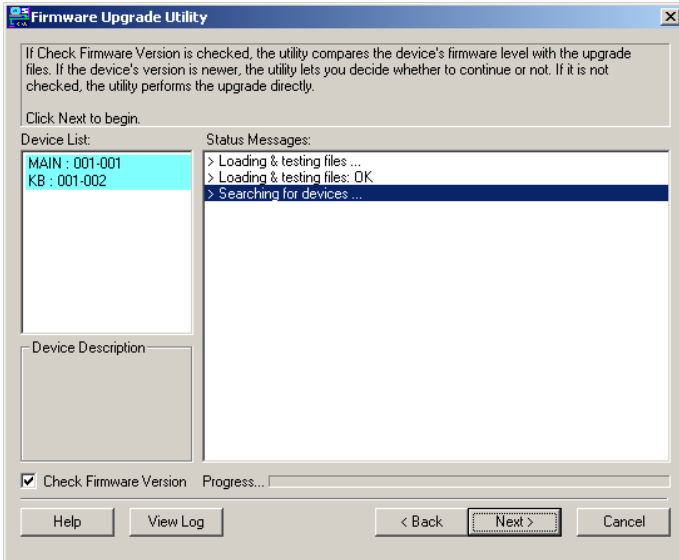 Firmware Upgrade Utility
If Check Firmware Version is checked, the utility compares the device's firmware level with the upgrade
files. If the device's version is newer, the utility lets you decide whether to continue or not. If it is not
checked, the utility performs the upgrade directly.
Click Next to begin.
Device List:
Status Messages:
MAIN : 001-001
KB : 001-002
> Loading & testing files ...
> Loading & testing files: OK
> Searching for devices ...
Device Description
Check Firmware Version
Progress...
Help
View Log
< Back
Next >
Cancel